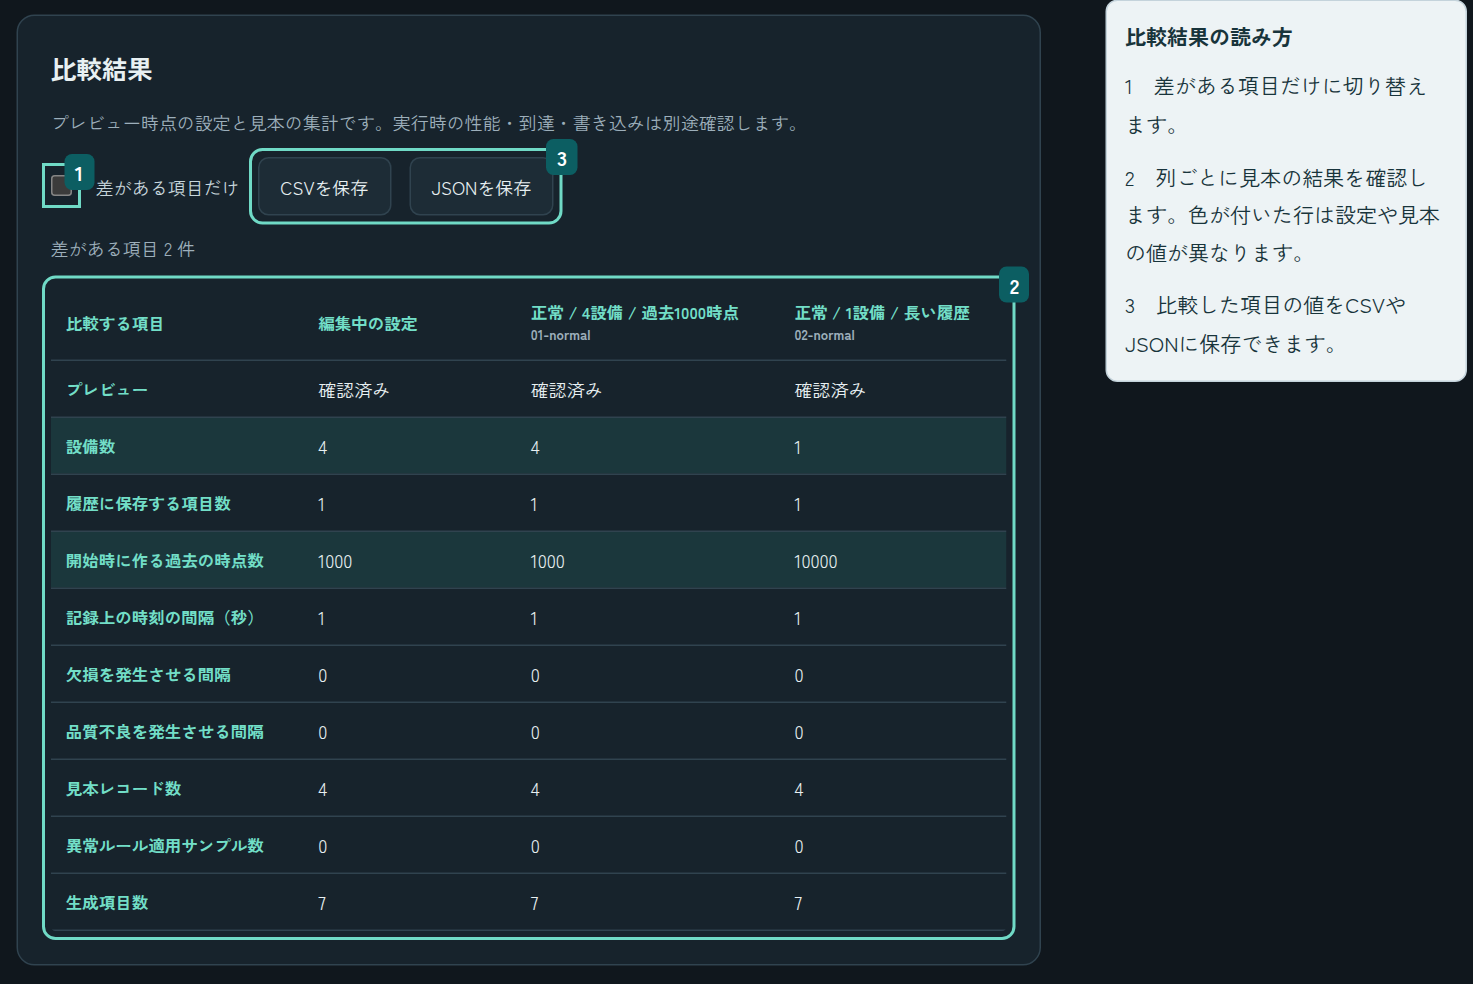 比較結果
プレビュー時点の設定と見本の集計です。実行時の性能・到達・書き込みは別途確認します。
1 差がある項目だけ CSVを保存 JSONを保存 3
差がある項目 2 件
2
比較する項目 編集中の設定 正常 / 4設備 / 過去1000時点 正常 / 1設備 / 長い履歴
01-normal 02-normal
プレビュー 確認済み 確認済み 確認済み
設備数 4 4 1
履歴に保存する項目数 1 1 1
開始時に作る過去の時点数 1000 1000 10000
記録上の時刻の間隔（秒） 1 1 1
欠損を発生させる間隔 0 0 0
品質不良を発生させる間隔 0 0 0
見本レコード数 4 4 4
異常ルール適用サンプル数 0 0 0
生成項目数 7 7 7
比較結果の読み方
1 差がある項目だけに切り替え
ます。
2 列ごとに見本の結果を確認し
ます。色が付いた行は設定や見本
の値が異なります。
3 比較した項目の値をCSVや
JSONに保存できます。